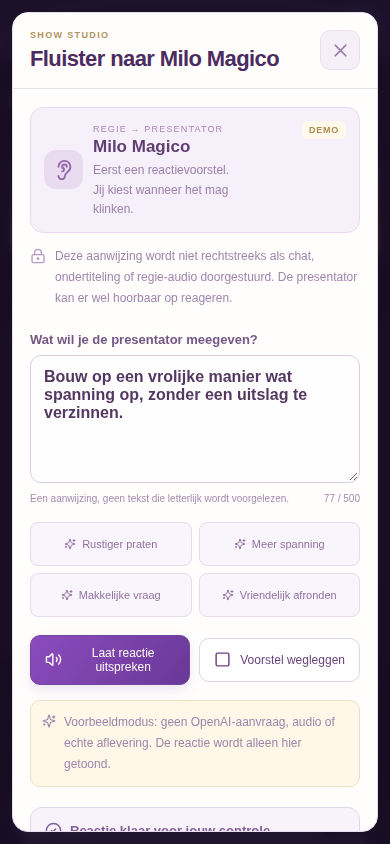 SHOW STUDIO
Fluister naar Milo Magico
REGIE → PRESENTATOR
DEMO
Milo Magico
Eerst een reactievoorstel.
Jij kiest wanneer het mag
klinken.
Deze aanwijzing wordt niet rechtstreeks als chat,
ondertiteling of regie-audio doorgestuurd. De presentator
kan er wel hoorbaar op reageren.
Wat wil je de presentator meegeven?
Bouw op een vrolijke manier wat
spanning op, zonder een uitslag te
verzinnen.
Een aanwijzing, geen tekst die letterlijk wordt voorgelezen.
77 / 500
Rustiger praten
Meer spanning
Makkelijke vraag
Vriendelijk afronden
Laat reactie
uitspreken
Voorstel wegleggen
Voorbeeldmodus: geen OpenAI-aanvraag, audio of
echte aflevering. De reactie wordt alleen hier
getoond.
Reactie klaar voor jouw controle